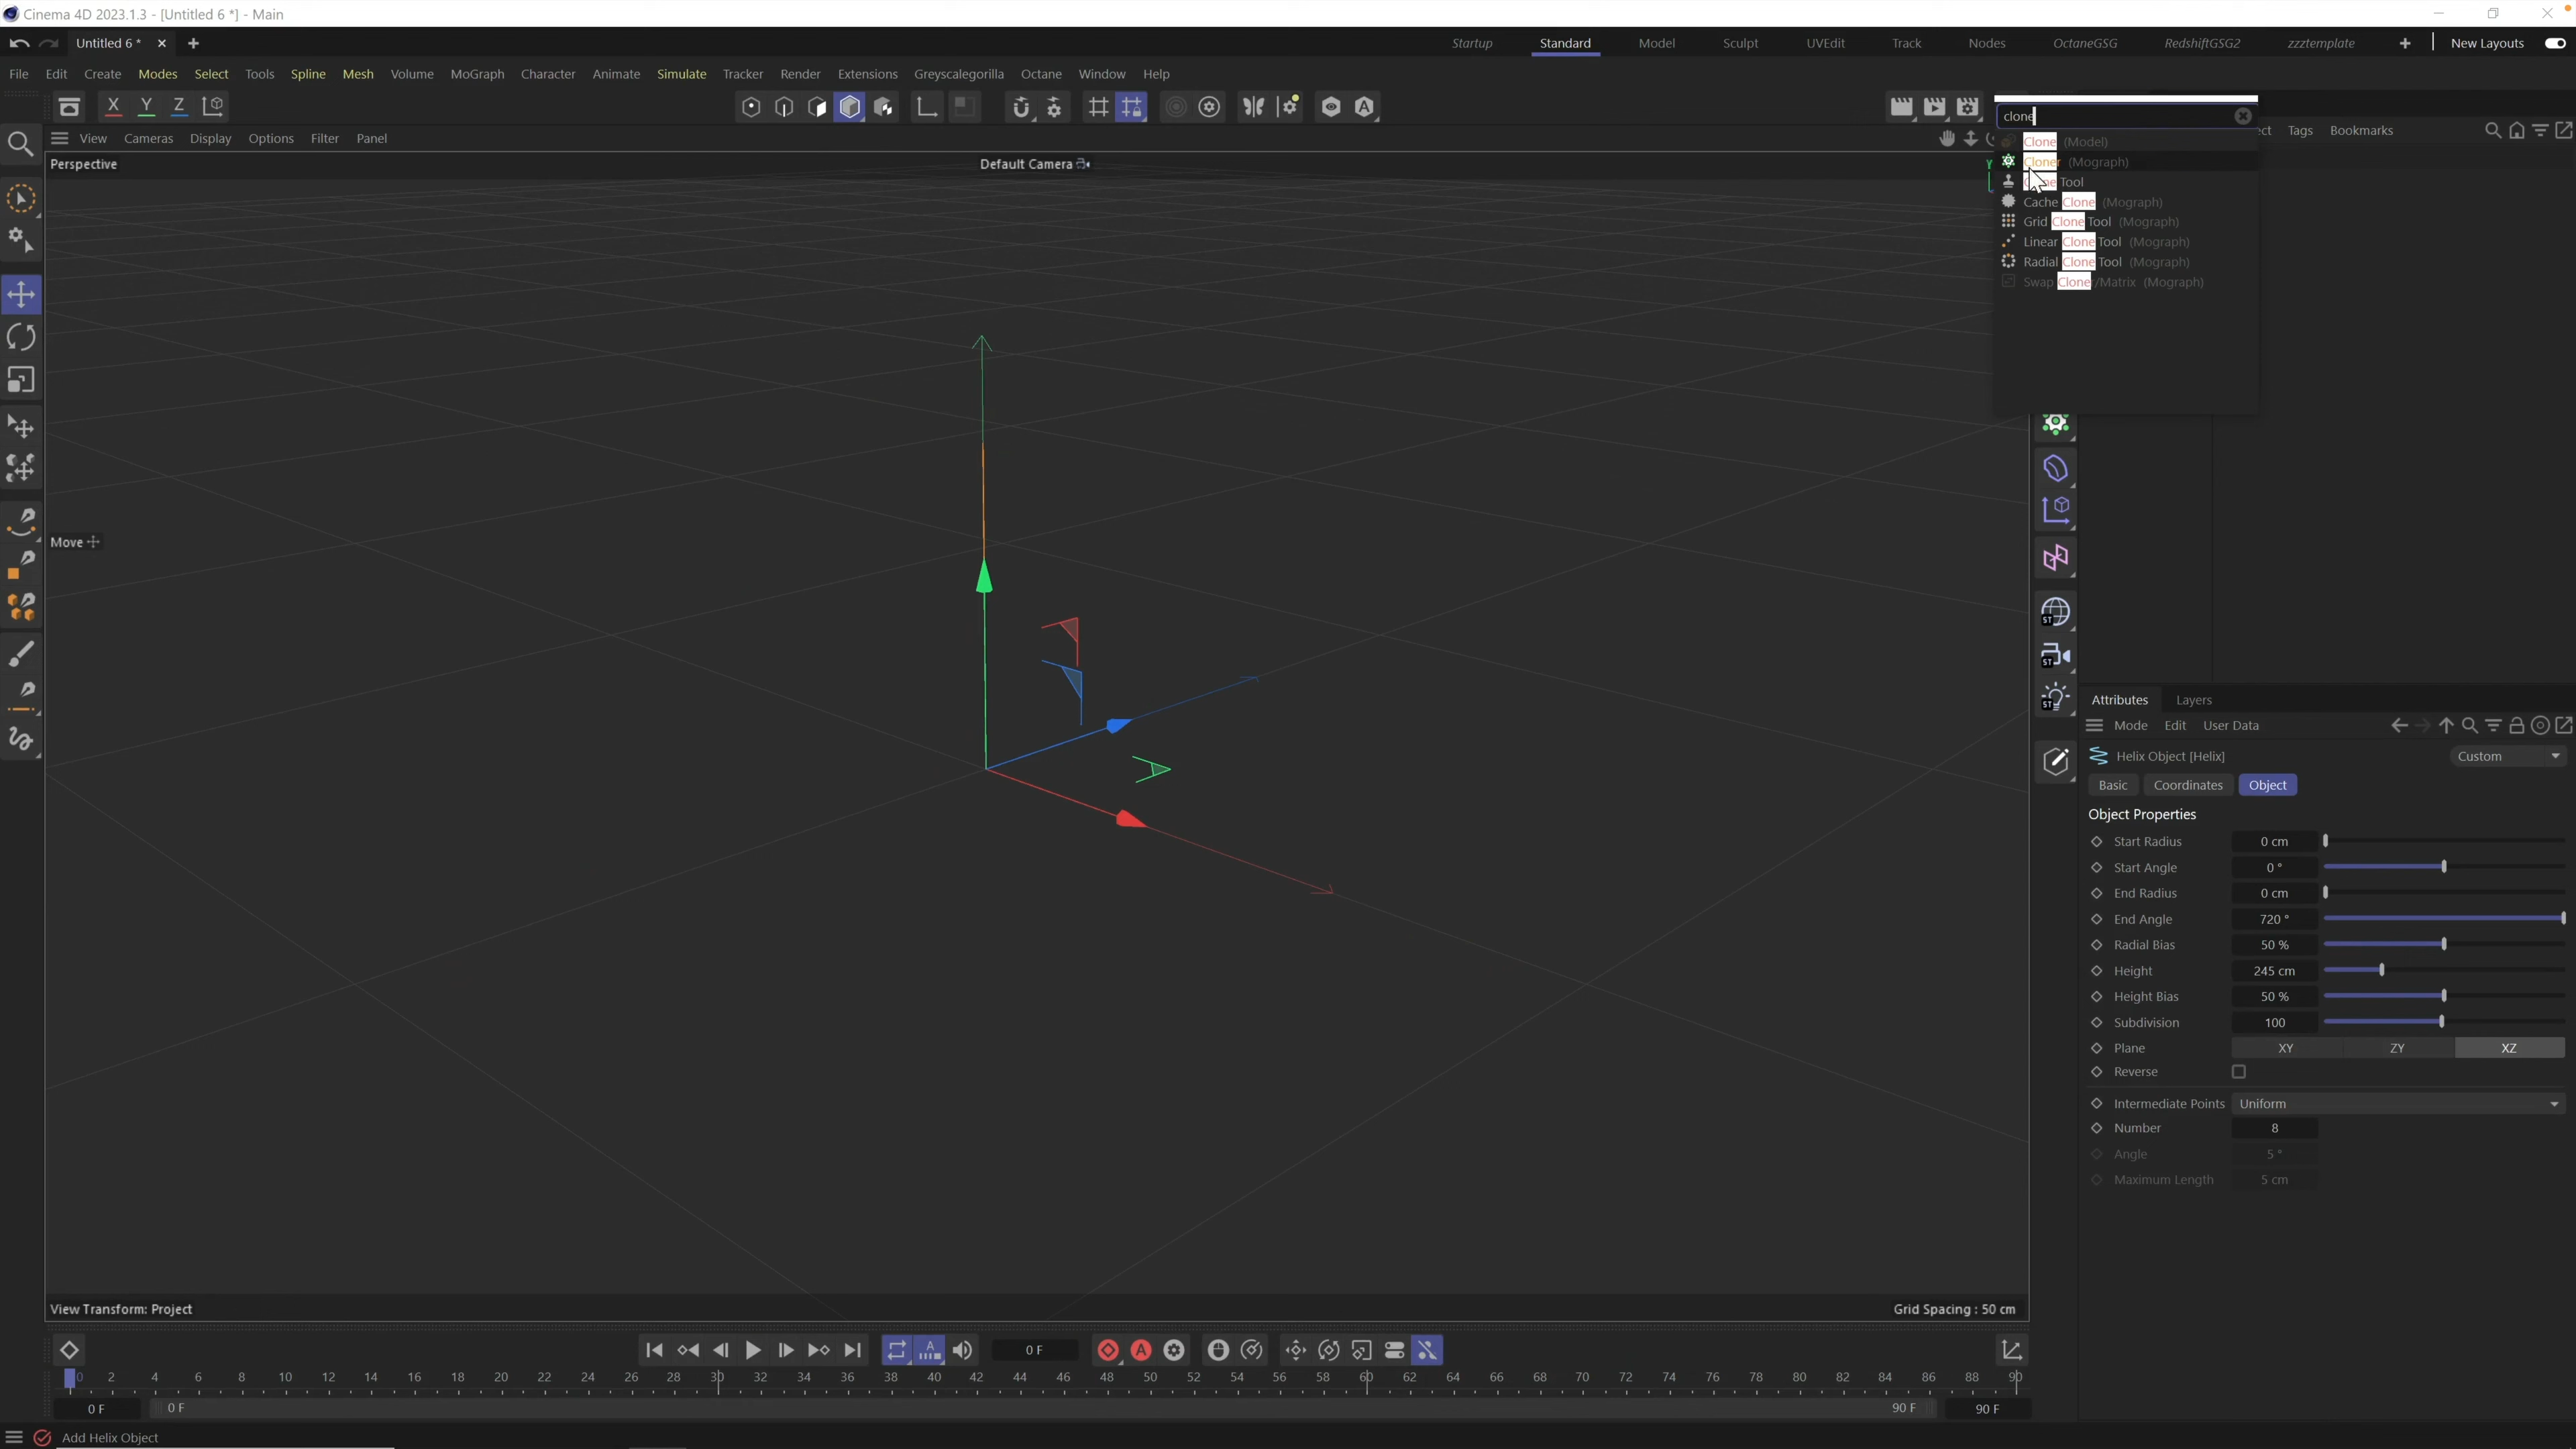 Cinema 4D 2023.1.3 - [Untitled 6 *] - Main
Untitled 6 *
Startup Standard Model Sculpt UVEdit Track Nodes OctaneGSG RedshiftGSG2 zzztemplate New Layouts
File Edit Create Modes Select Tools Spline Mesh Volume MoGraph Character Animate Simulate Tracker Render Extensions Greyscalegorilla Octane Window Help
X Y Z
View Cameras Display Options Filter Panel
Perspective
Default Camera
Move
clone
Clone (Model)
Cloner (Mograph)
Clone Tool
Cache Clone (Mograph)
Grid Clone Tool (Mograph)
Linear Clone Tool (Mograph)
Radial Clone Tool (Mograph)
Swap Cloner/Matrix (Mograph)
Tags Bookmarks
Y
ST
ST
ST
Attributes Layers
Mode Edit User Data
Helix Object [Helix] Custom
Basic Coordinates Object
Object Properties
Start Radius 0 cm
Start Angle 0 °
End Radius 0 cm
End Angle 720 °
Radial Bias 50 %
Height 245 cm
Height Bias 50 %
Subdivision 100
Plane XY ZY XZ
Reverse
Intermediate Points Uniform
Number 8
Angle 5 °
Maximum Length 5 cm
View Transform: Project
Grid Spacing : 50 cm
0 F
0 2 4 6 8 10 12 14 16 18 20 22 24 26 28 30 32 34 36 38 40 42 44 46 48 50 52 54 56 58 60 62 64 66 68 70 72 74 76 78 80 82 84 86 88 90
0 F 0 F 90 F 90 F
Add Helix Object